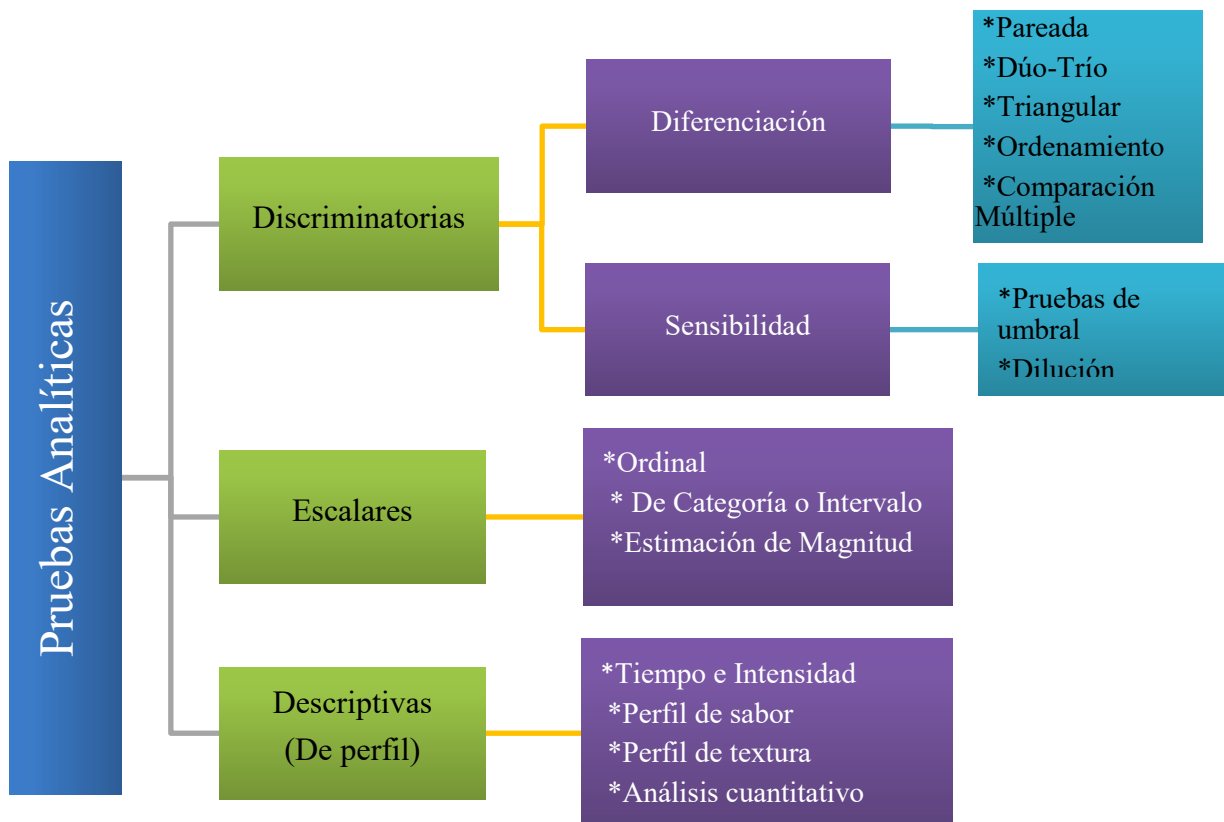 Pruebas Analíticas
Discriminatorias
Diferenciación
*Pareada
*Dúo-Trío
*Triangular
*Ordenamiento
*Comparación
Múltiple
Sensibilidad
*Pruebas de
umbral
*Dilución
Escalares
*Ordinal
* De Categoría o Intervalo
*Estimación de Magnitud
Descriptivas
(De perfil)
*Tiempo e Intensidad
*Perfil de sabor
*Perfil de textura
*Análisis cuantitativo